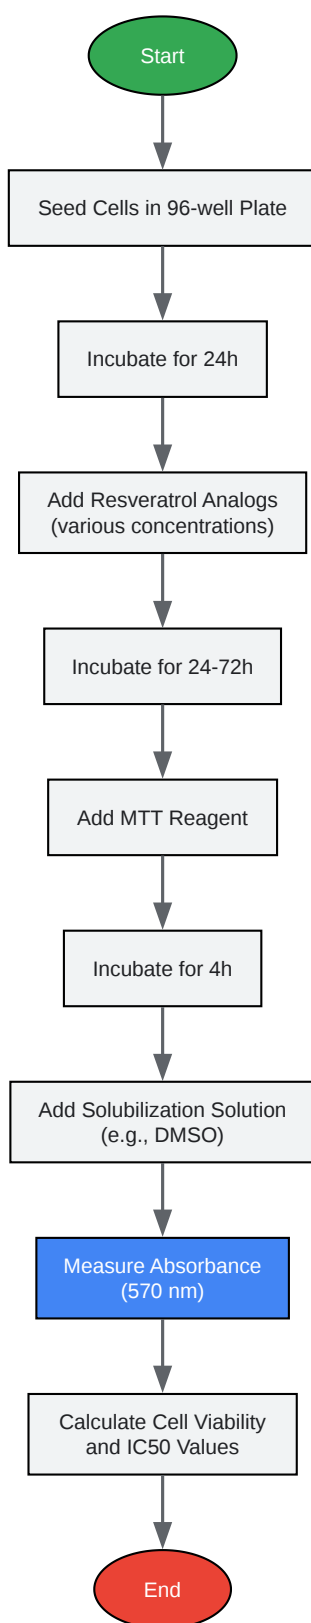 Start
Seed Cells in 96-well Plate
Incubate for 24h
Add Resveratrol Analogs
(various concentrations)
Incubate for 24-72h
Add MTT Reagent
Incubate for 4h
Add Solubilization Solution
(e.g., DMSO)
Measure Absorbance
(570 nm)
Calculate Cell Viability
and IC50 Values
End